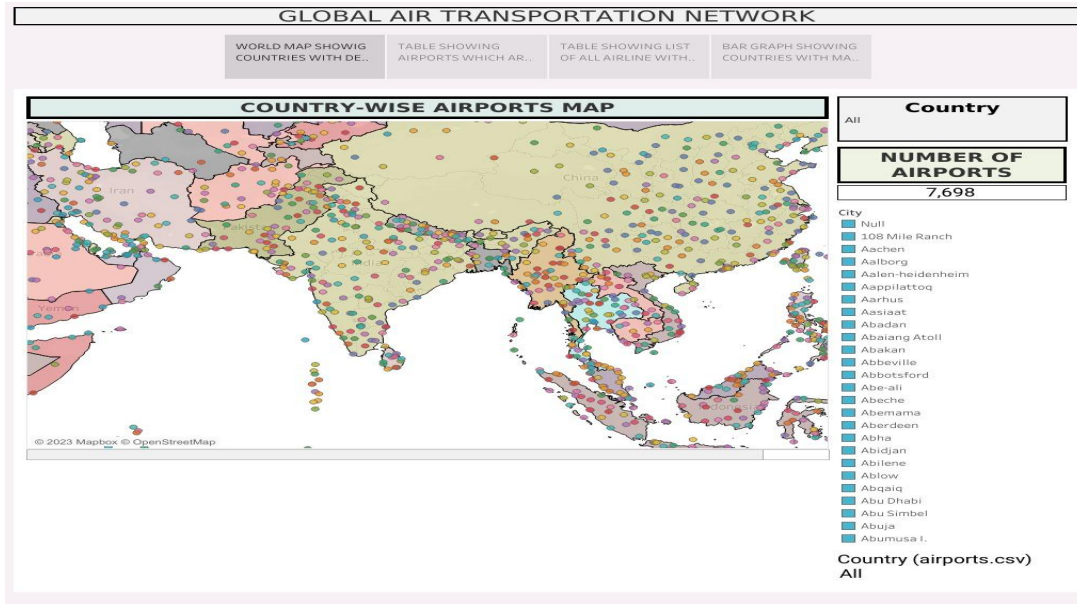 GLOBAL AIR TRANSPORTATION NETWORK
WORLD MAP SHOWIG
COUNTRIES WITH DE..
TABLE SHOWING
AIRPORTS WHICH AR..
TABLE SHOWING LIST
OF ALL AIRLINE WITH..
BAR GRAPH SHOWING
COUNTRIES WITH MA..
COUNTRY-WISE AIRPORTS MAP
Iran
China
India
Yemen
Indonesia
© 2023 Mapbox © OpenStreetMap
Country
All
NUMBER OF
AIRPORTS
7,698
City
Null
108 Mile Ranch
Aachen
Aalborg
Aalen-heidenheim
Aappilattoq
Aarhus
Aasiaat
Abadan
Abaiang Atoll
Abakan
Abbeville
Abbotsford
Abe-ali
Abeche
Abemama
Aberdeen
Abha
Abidjan
Abilene
Ablow
Abqaiq
Abu Dhabi
Abu Simbel
Abuja
Abumusa I.
Country (airports.csv)
All